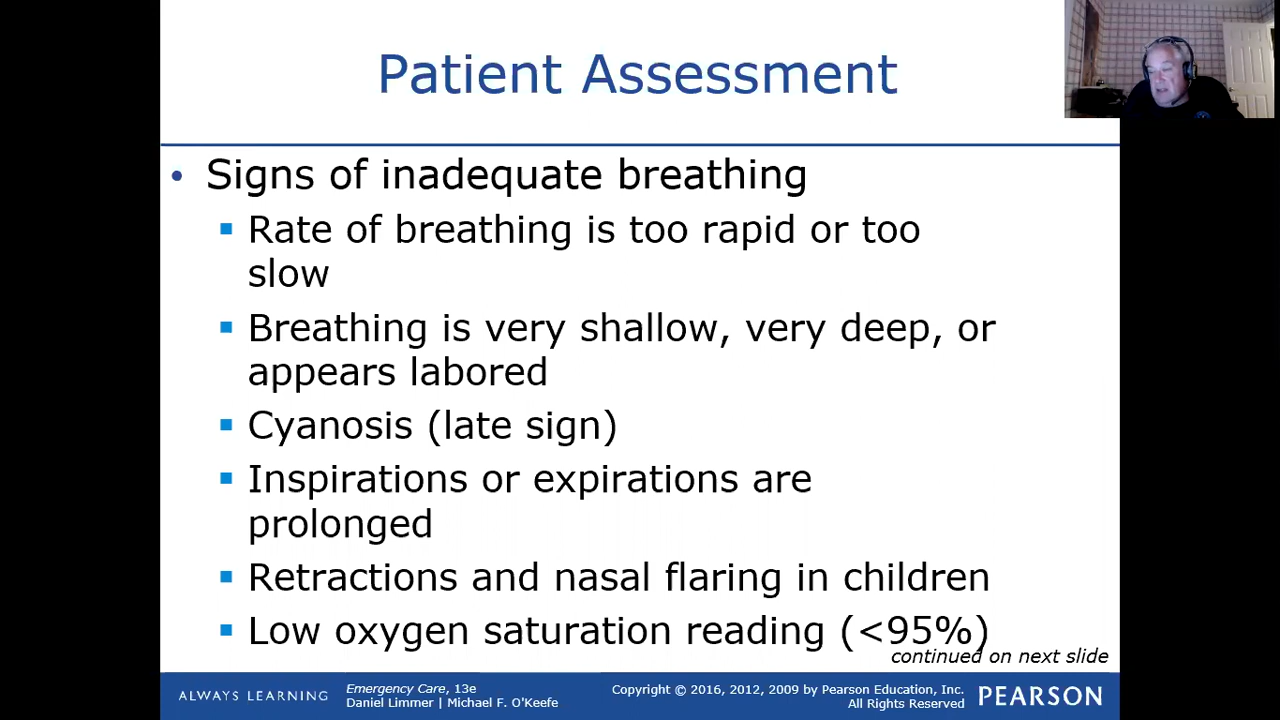 Patient Assessment
• Signs of inadequate breathing
▪ Rate of breathing is too rapid or too
slow
▪ Breathing is very shallow, very deep, or
appears labored
▪ Cyanosis (late sign)
▪ Inspirations or expirations are
prolonged
▪ Retractions and nasal flaring in children
▪ Low oxygen saturation reading (<95%)
continued on next slide
ALWAYS LEARNING
Emergency Care, 13e
Daniel Limmer | Michael F. O'Keefe
Copyright © 2016, 2012, 2009 by Pearson Education, Inc.
All Rights Reserved
PEARSON